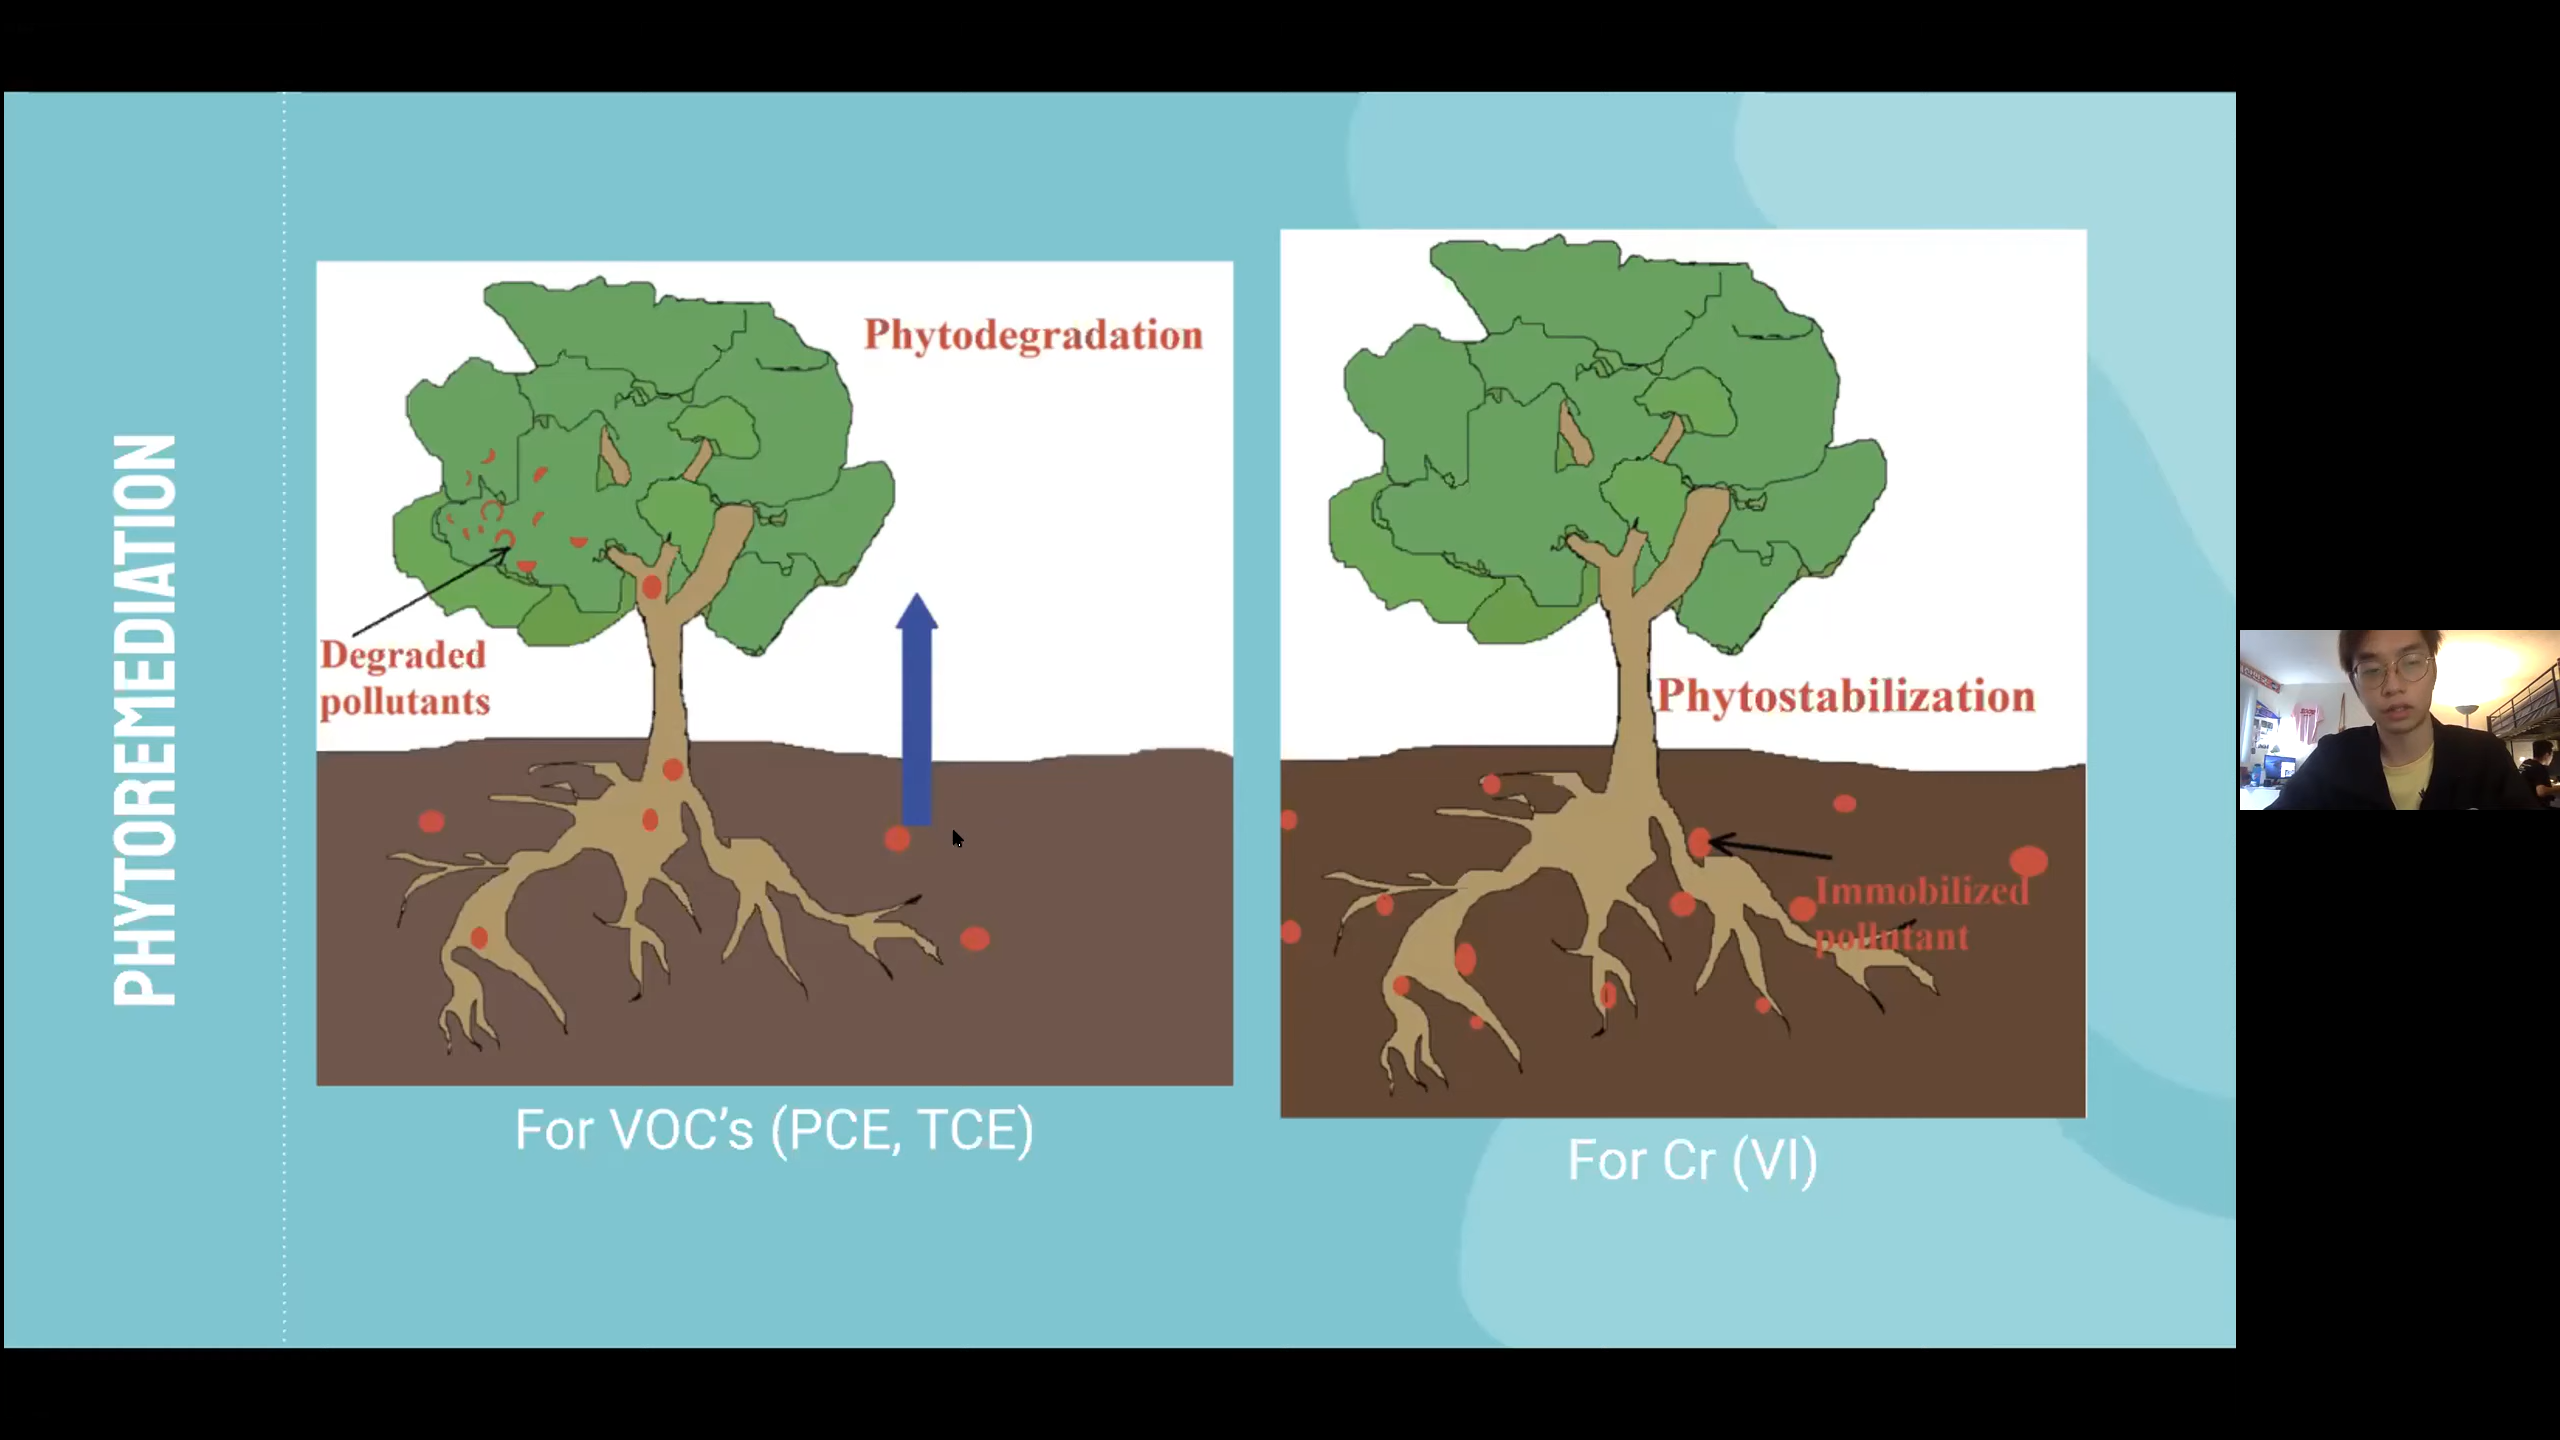 PHYTOREMEDIATION
Phytodegradation
Degraded
pollutants
For VOC’s (PCE, TCE)
Phytostabilization
Immobilized
pollutant
For Cr (VI)